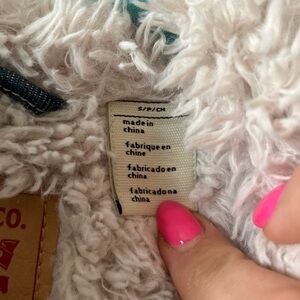 S/P/CH
made in
china
fabrique en
chine
fabricado en
china
fabricado na
china
CO.